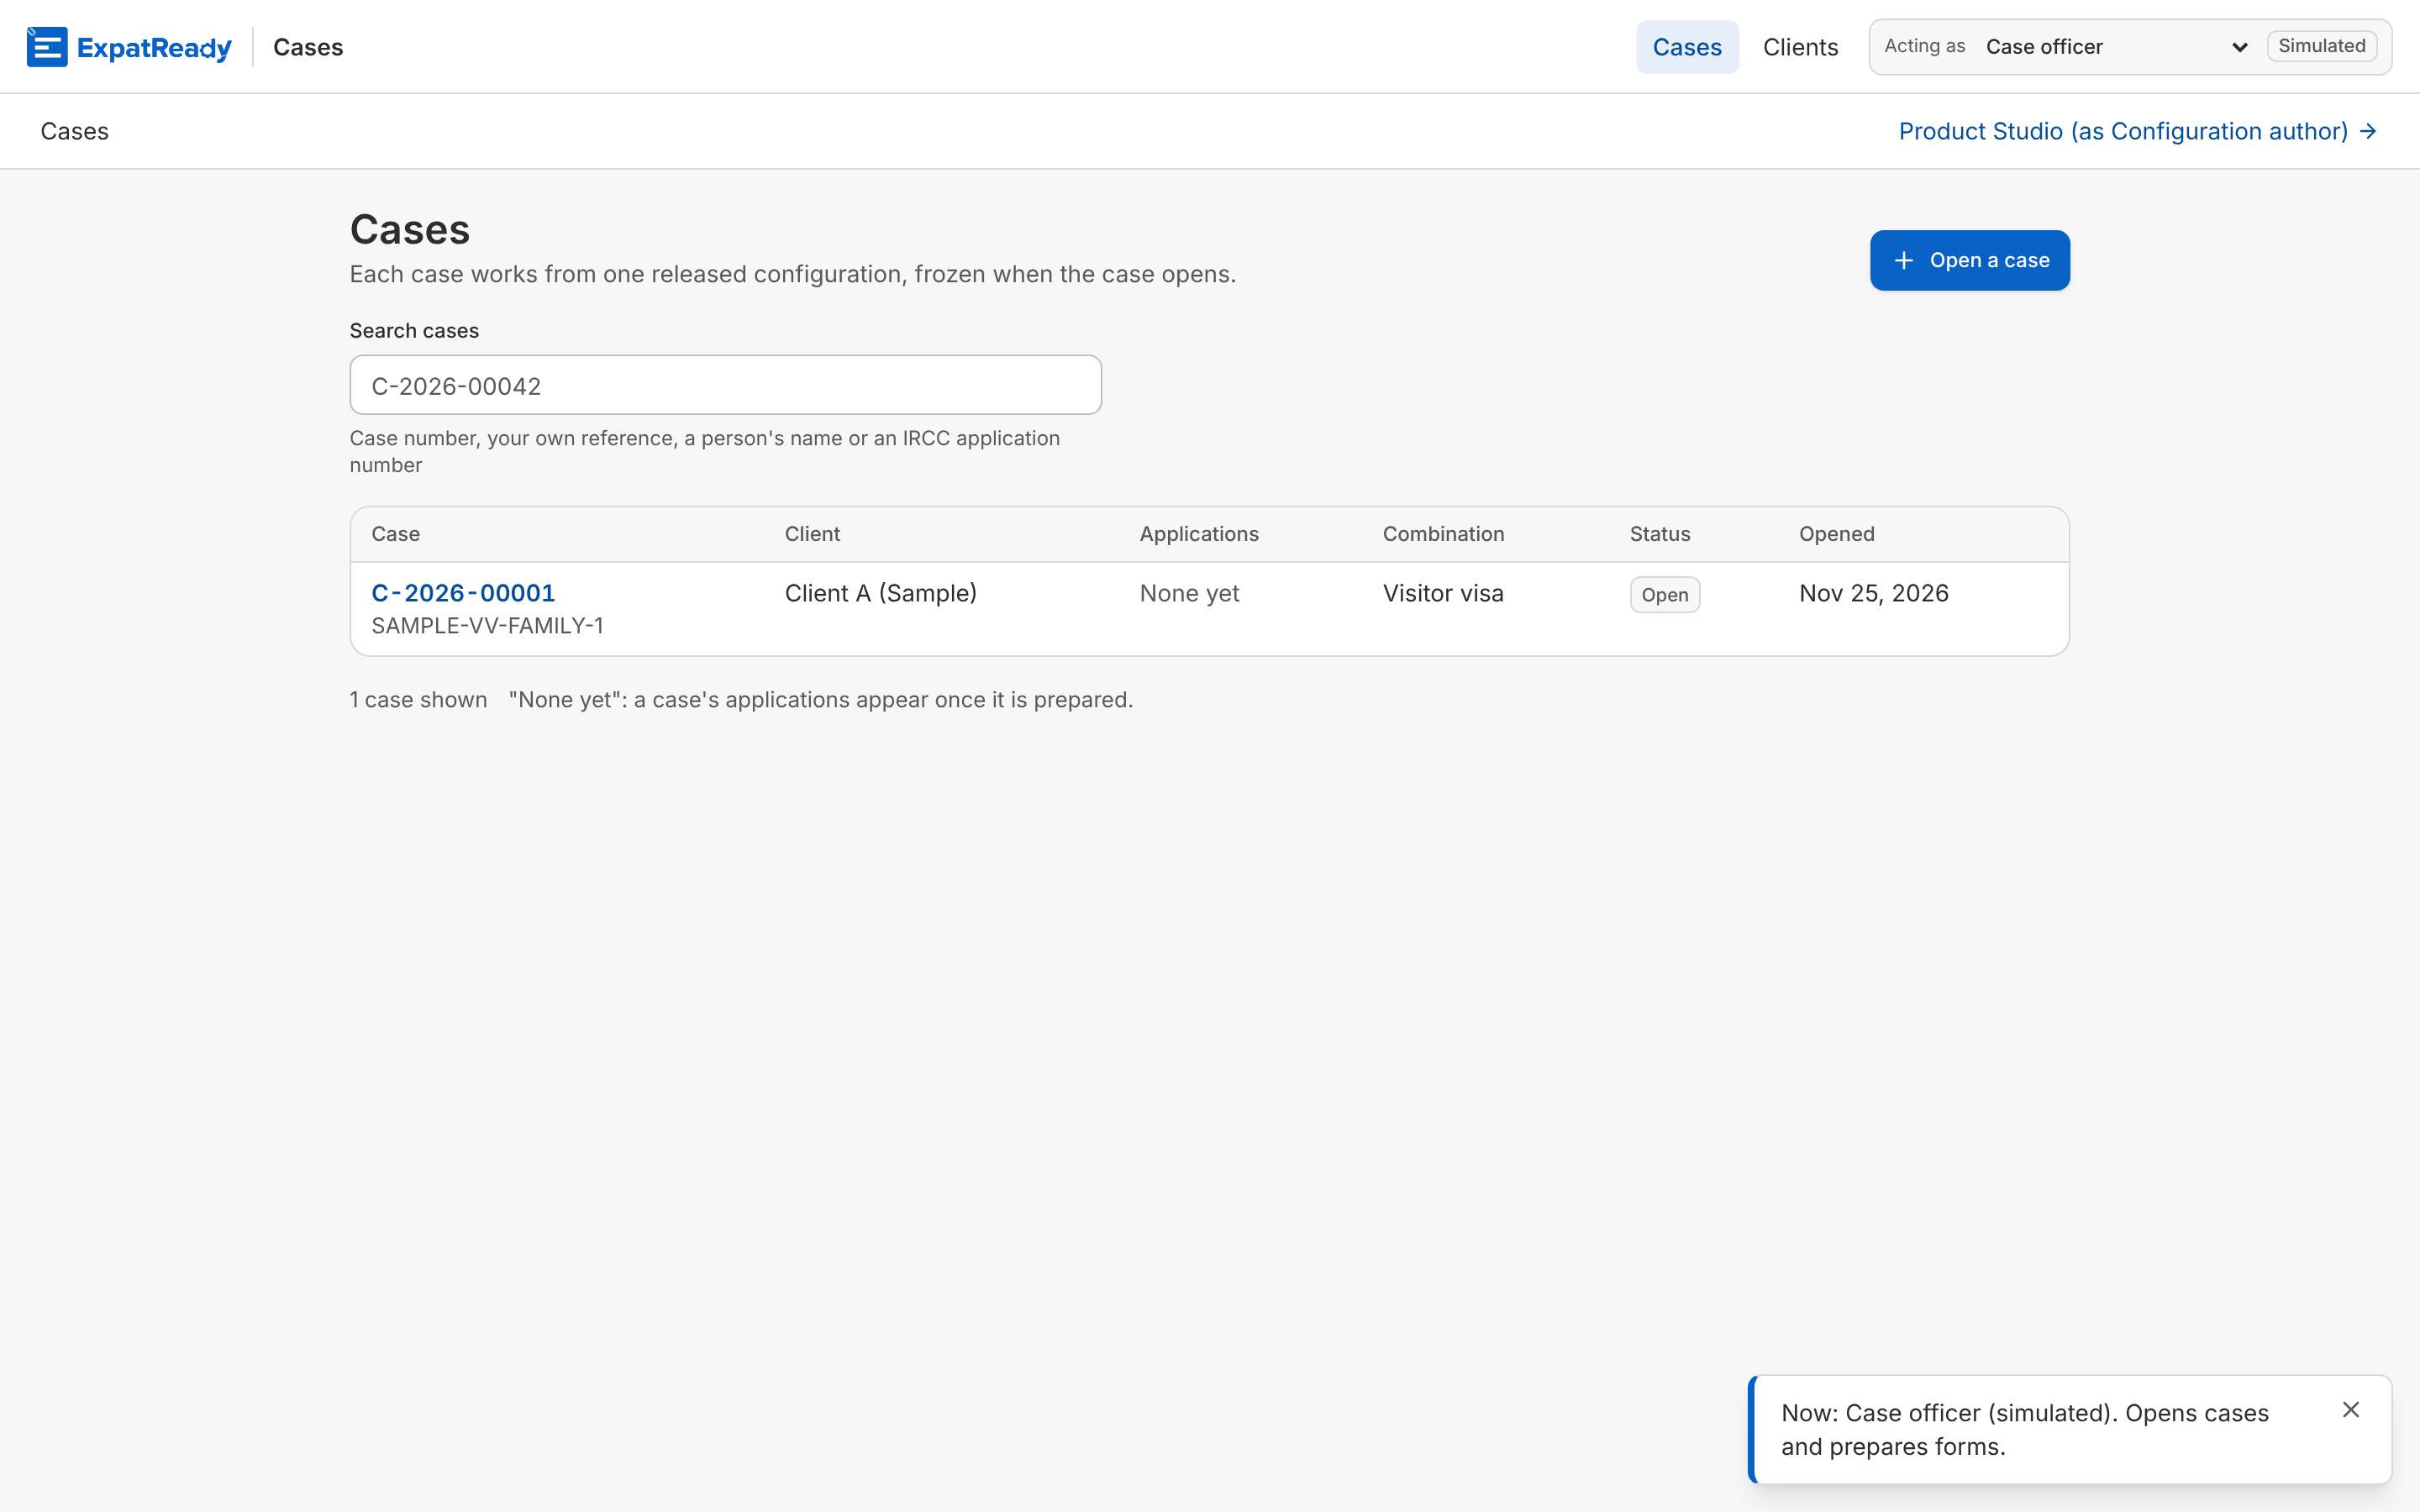 ExpatReady
Cases
Cases
Clients
Acting as
Case officer
Simulated
Cases
Product Studio (as Configuration author) →
Cases
Each case works from one released configuration, frozen when the case opens.
+ Open a case
Search cases
C-2026-00042
Case number, your own reference, a person's name or an IRCC application
number
Case
Client
Applications
Combination
Status
Opened
C-2026-00001
Client A (Sample)
None yet
Visitor visa
Open
Nov 25, 2026
SAMPLE-VV-FAMILY-1
1 case shown
"None yet": a case's applications appear once it is prepared.
Now: Case officer (simulated). Opens cases
and prepares forms.